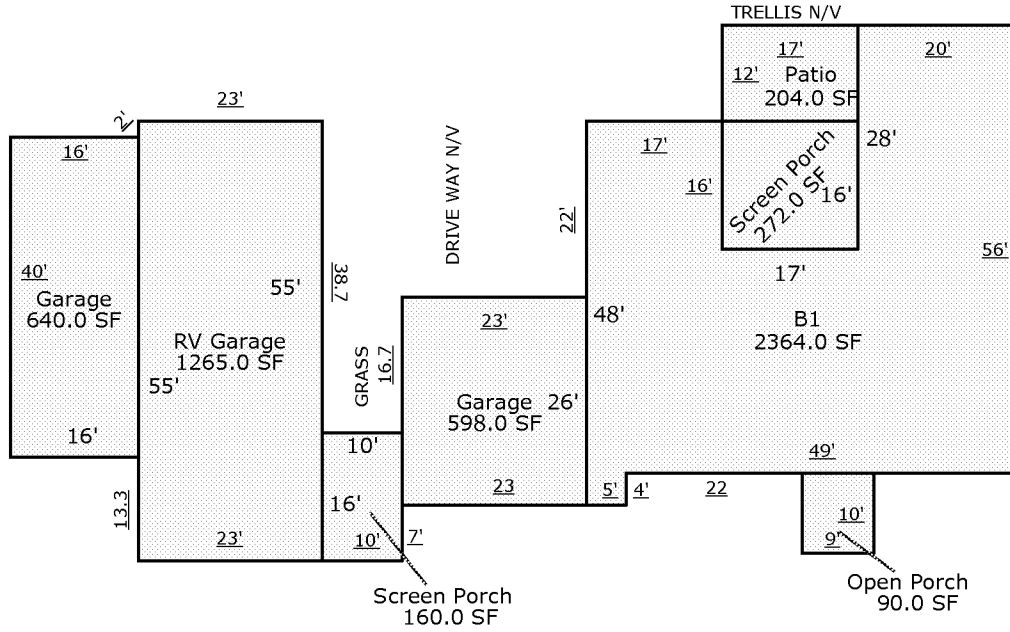 TRELLIS N/V
17'
20'
12'
Patio
204.0 SF
23'
2'
16'
17'
28'
DRIVE WAY N/V
Screen Porch
272.0 SF
16'
16'
22'
56'
40'
Garage
640.0 SF
55'
38.7
17'
RV Garage
1265.0 SF
48'
B1
2364.0 SF
23'
GRASS
16.7
55'
Garage
598.0 SF
26'
16'
10'
49'
13.3
16'
23
5'
4'
22
10'
23'
10'
7'
9'
Screen Porch
160.0 SF
Open Porch
90.0 SF